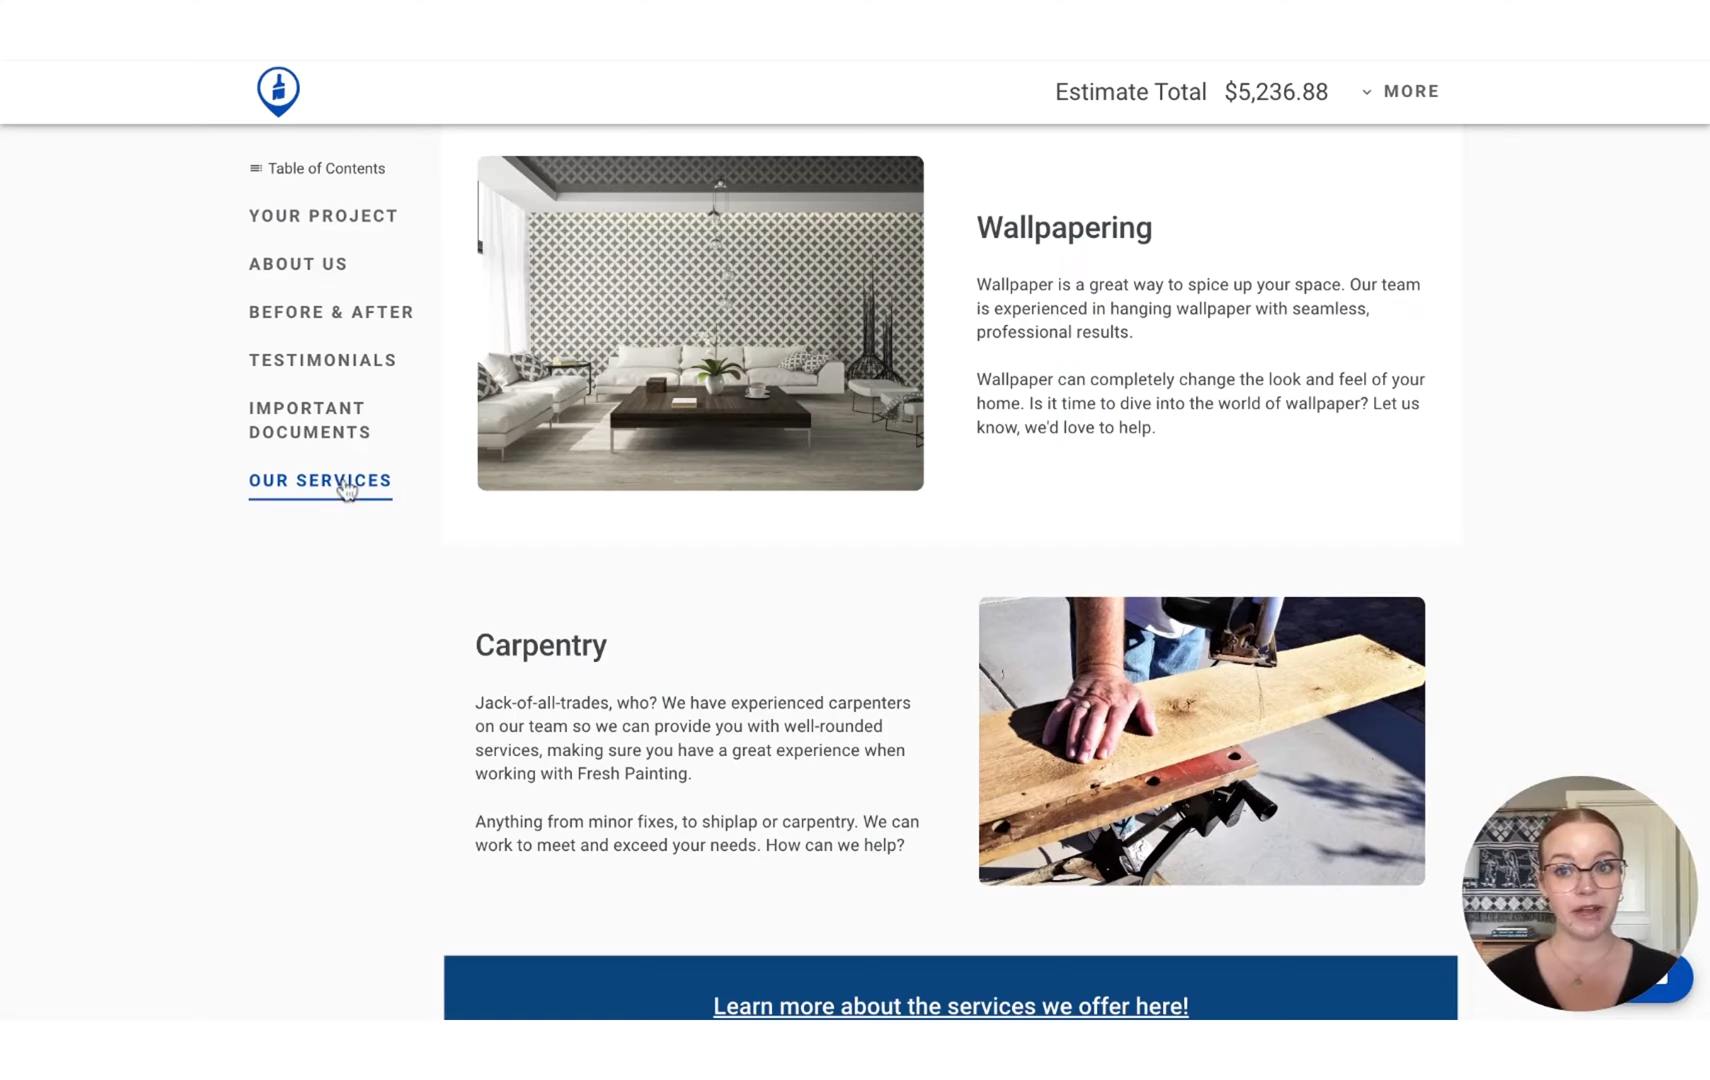 Estimate Total $5,236.88 MORE
Table of Contents
YOUR PROJECT
ABOUT US
BEFORE & AFTER
TESTIMONIALS
IMPORTANT
DOCUMENTS
OUR SERVICES
Wallpapering
Wallpaper is a great way to spice up your space. Our team
is experienced in hanging wallpaper with seamless,
professional results.
Wallpaper can completely change the look and feel of your
home. Is it time to dive into the world of wallpaper? Let us
know, we'd love to help.
Carpentry
Jack-of-all-trades, who? We have experienced carpenters
on our team so we can provide you with well-rounded
services, making sure you have a great experience when
working with Fresh Painting.
Anything from minor fixes, to shiplap or carpentry. We can
work to meet and exceed your needs. How can we help?
Learn more about the services we offer here!